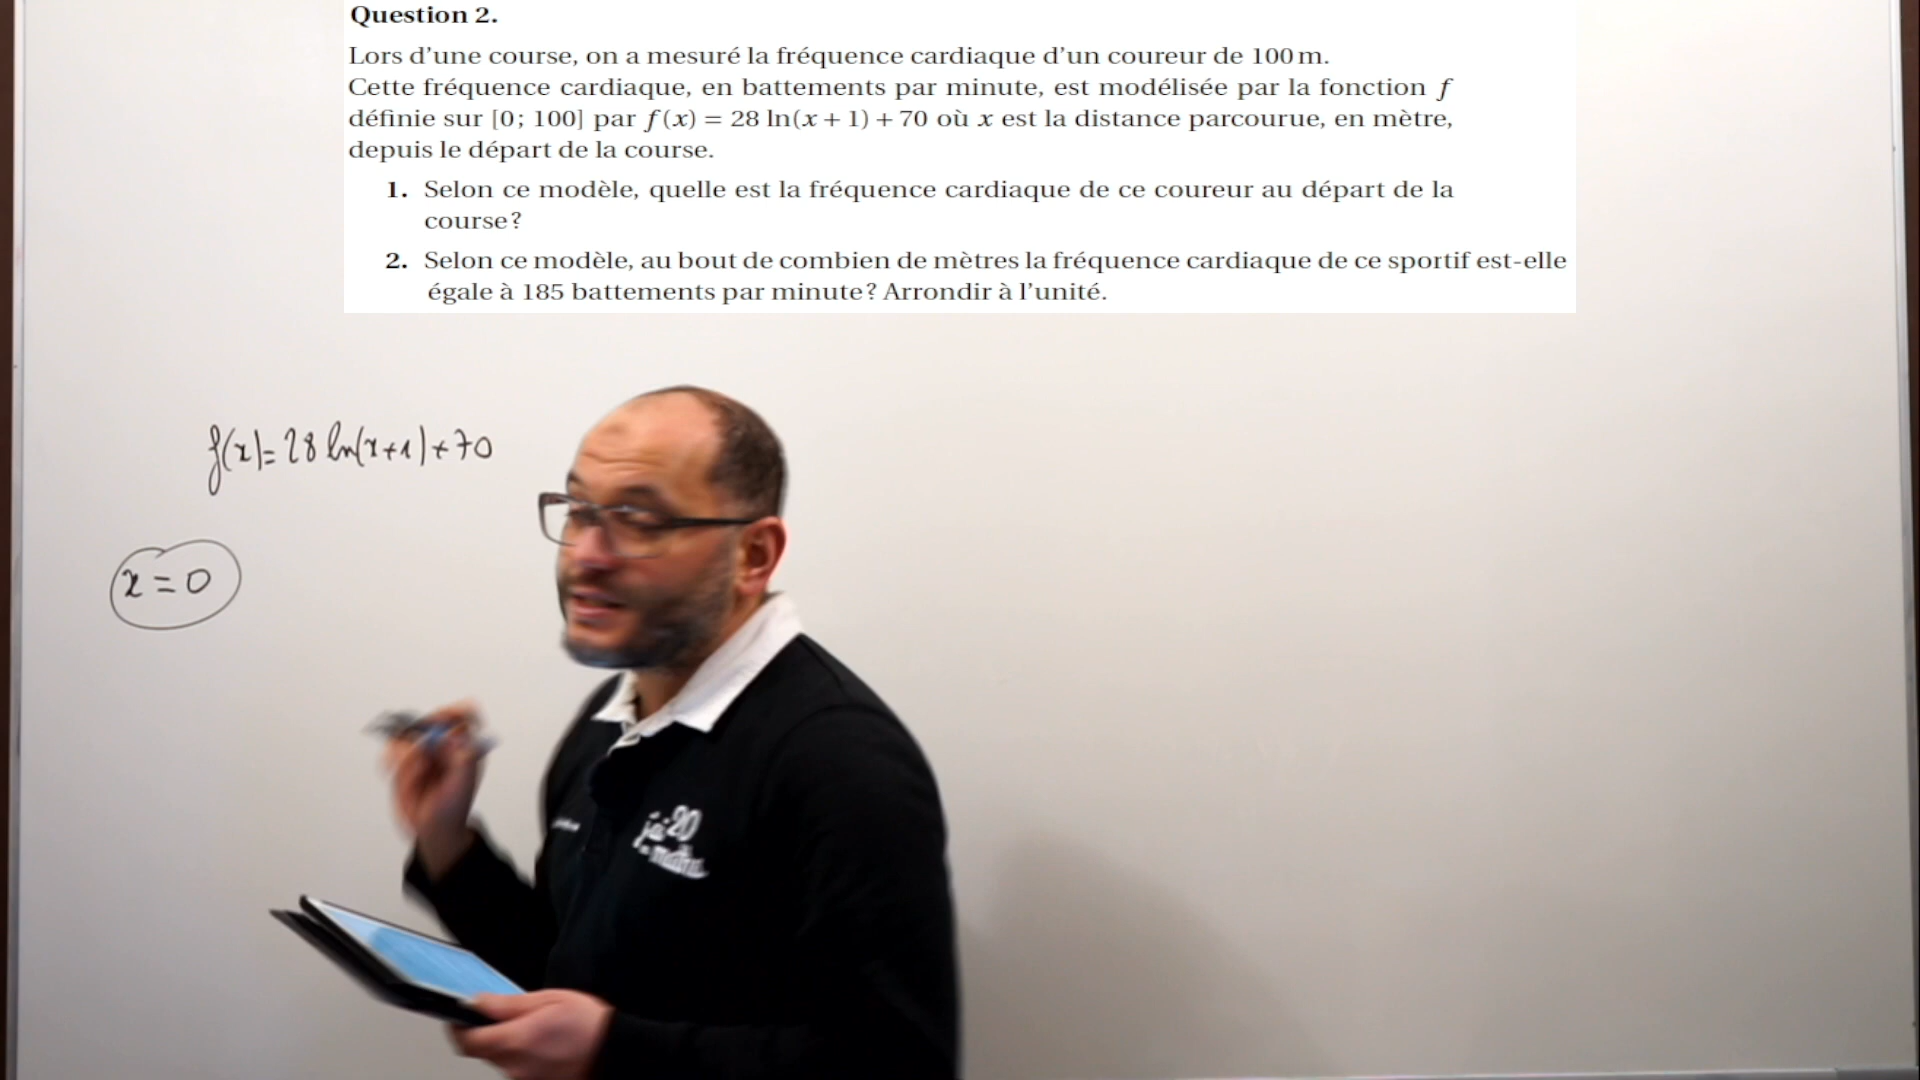 Question 2.
Lors d'une course, on a mesuré la fréquence cardiaque d'un coureur de 100 m.
Cette fréquence cardiaque, en battements par minute, est modélisée par la fonction f
définie sur [0; 100] par f(x) = 28 ln(x + 1) + 70 où x est la distance parcourue, en mètre,
depuis le départ de la course.
1. Selon ce modèle, quelle est la fréquence cardiaque de ce coureur au départ de la
course?
2. Selon ce modèle, au bout de combien de mètres la fréquence cardiaque de ce sportif est-elle
égale à 185 battements par minute? Arrondir à l'unité.
f(x)=28 ln(x+1)+70
x=0
jai 20
en maths